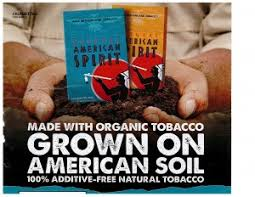 AMERICAN
SPIRIT
AMERICAN
SPIRIT
MADE WITH ORGANIC TOBACCO
GROWN ON
AMERICAN SOIL
100% ADDITIVE-FREE NATURAL TOBACCO